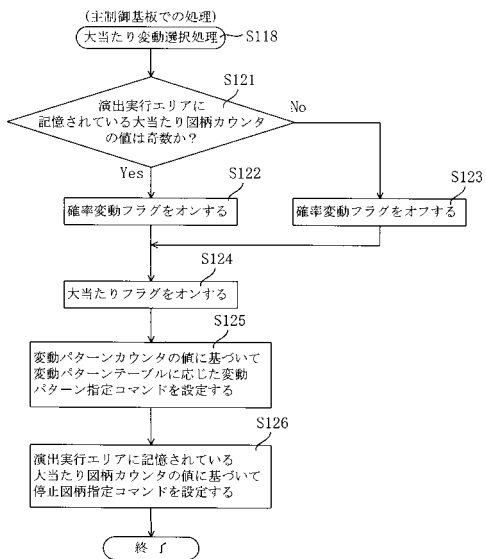 (主制御基板での処理)
大当たり変動選択処理
S118
S121
演出実行エリアに
記憶されている大当たり図柄カウンタ
の値は奇数か？
No
Yes
S122
確率変動フラグをオンする
S123
確率変動フラグをオフする
S124
大当たりフラグをオンする
S125
変動パターンカウンタの値に基づいて
変動パターンテーブルに応じた変動
パターン指定コマンドを設定する
S126
演出実行エリアに記憶されている
大当たり図柄カウンタの値に基づいて
停止図柄指定コマンドを設定する
終 了